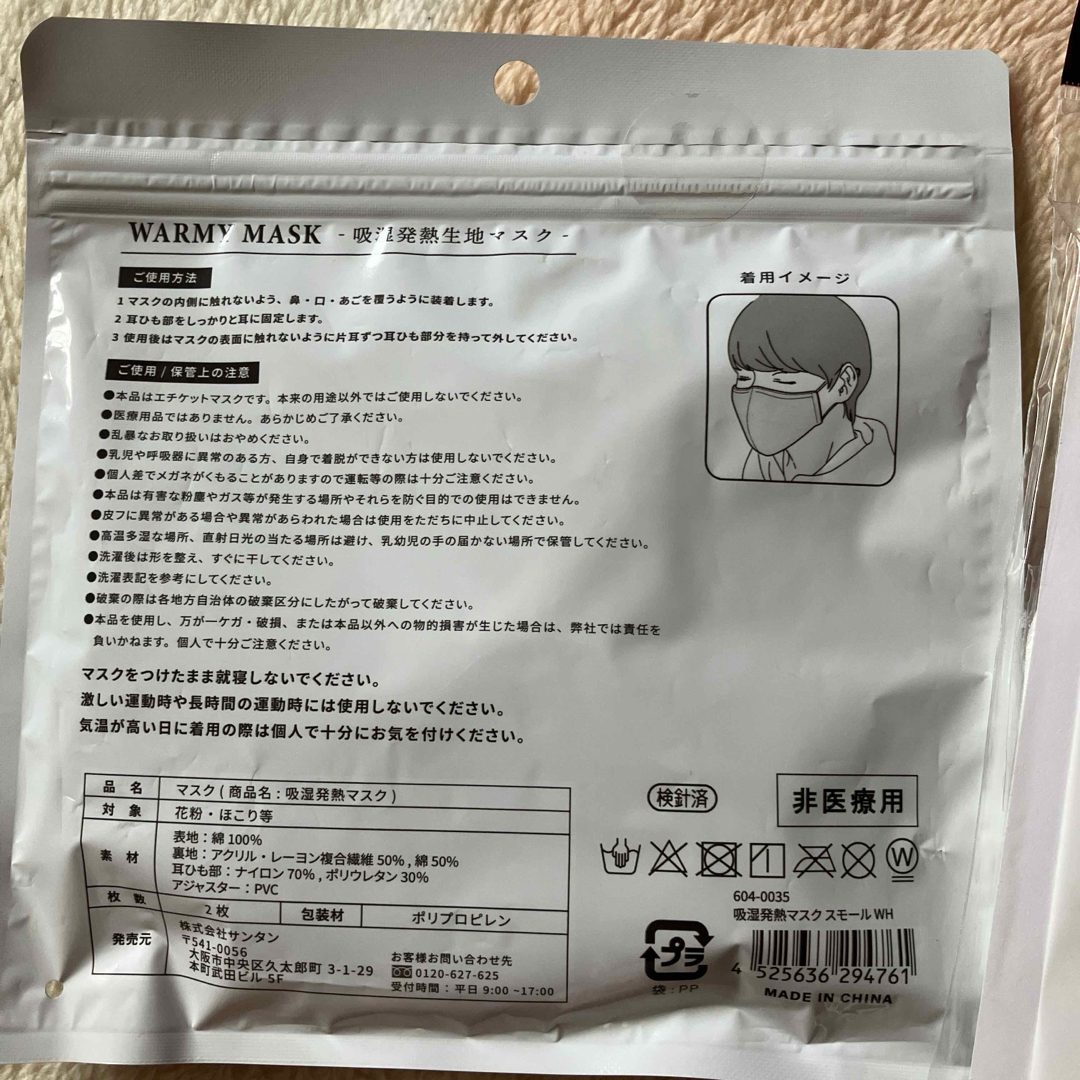 WARMY MASK - 吸湿発熱生地マスク -
ご使用方法
1 マスクの内側に触れないよう、鼻・口・あごを覆うように装着します。
2 耳ひも部をしっかりと耳に固定します。
3 使用後はマスクの表面に触れないように片耳ずつ耳ひも部分を持って外してください。
着用イメージ
ご使用 / 保管上の注意
●本品はエチケットマスクです。本来の用途以外ではご使用しないでください。
●医療用品ではありません。あらかじめご了承ください。
●乱暴なお取り扱いはおやめください。
●乳児や呼吸器に異常のある方、自身で着脱ができない方は使用しないでください。
●個人差でメガネがくもることがありますので運転等の際は十分ご注意ください。
●本品は有害な粉塵やガス等が発生する場所やそれらを防ぐ目的での使用はできません。
●皮フに異常がある場合や異常があらわれた場合は使用をただちに中止してください。
●高温多湿な場所、直射日光の当たる場所は避け、乳幼児の手の届かない場所で保管してください。
●洗濯後は形を整え、すぐに干してください。
●洗濯表記を参考にしてください。
●破棄の際は各地方自治体の破棄区分にしたがって破棄してください。
●本品を使用し、万が一ケガ・破損、または本品以外への物的損害が生じた場合は、弊社では責任を
負いかねます。個人で十分ご注意ください。
マスクをつけたまま就寝しないでください。
激しい運動時や長時間の運動時には使用しないでください。
気温が高い日に着用の際は個人で十分にお気を付けください。
品 名 マスク ( 商品名 : 吸湿発熱マスク )
対 象 花粉・ほこり等
素 材 表地 : 綿 100%
裏地 : アクリル・レーヨン複合繊維 50% , 綿 50%
耳ひも部 : ナイロン 70% , ポリウレタン 30%
アジャスター : PVC
枚 数 2 枚 包装材 ポリプロピレン
発売元 株式会社サンタン
〒541-0056
大阪市中央区久太郎町 3-1-29
本町武田ビル 5F
お客様お問い合わせ先
0120-627-625
受付時間 : 平日 9:00 ~17:00
検針済
非医療用
W
604-0035
吸湿発熱マスク スモール WH
プラ
袋 : PP
4 525636 294761
MADE IN CHINA